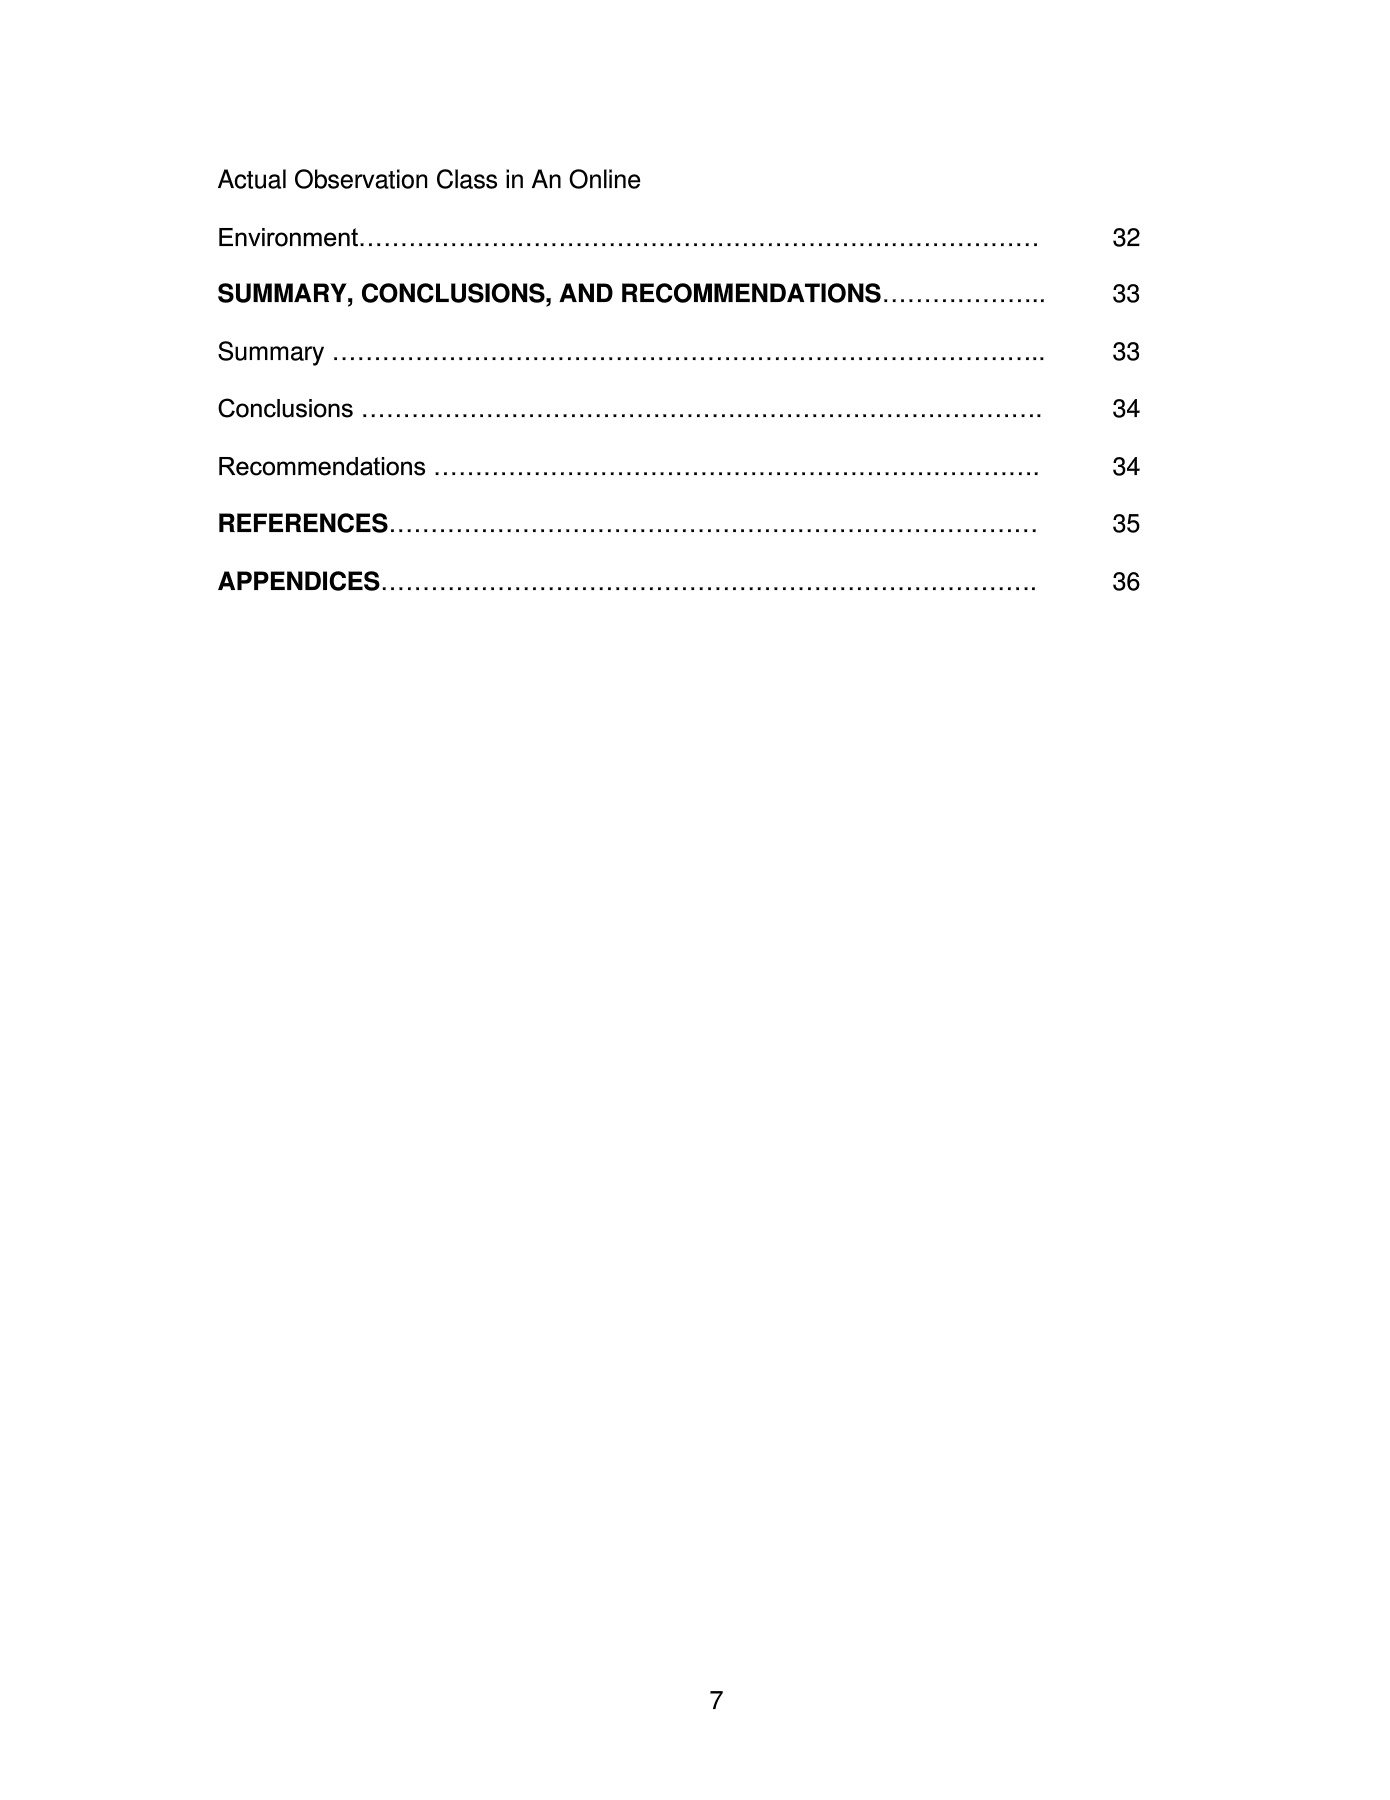 Actual Observation Class in An Online
Environment……………………………………………………………………… 32
SUMMARY, CONCLUSIONS, AND RECOMMENDATIONS……………….. 33
Summary ………………………………………………………………………….. 33
Conclusions ………………………………………………………………………. 34
Recommendations ………………………………………………………………. 34
REFERENCES…………………………………………………………………… 35
APPENDICES……………………………………………………………………. 36
7